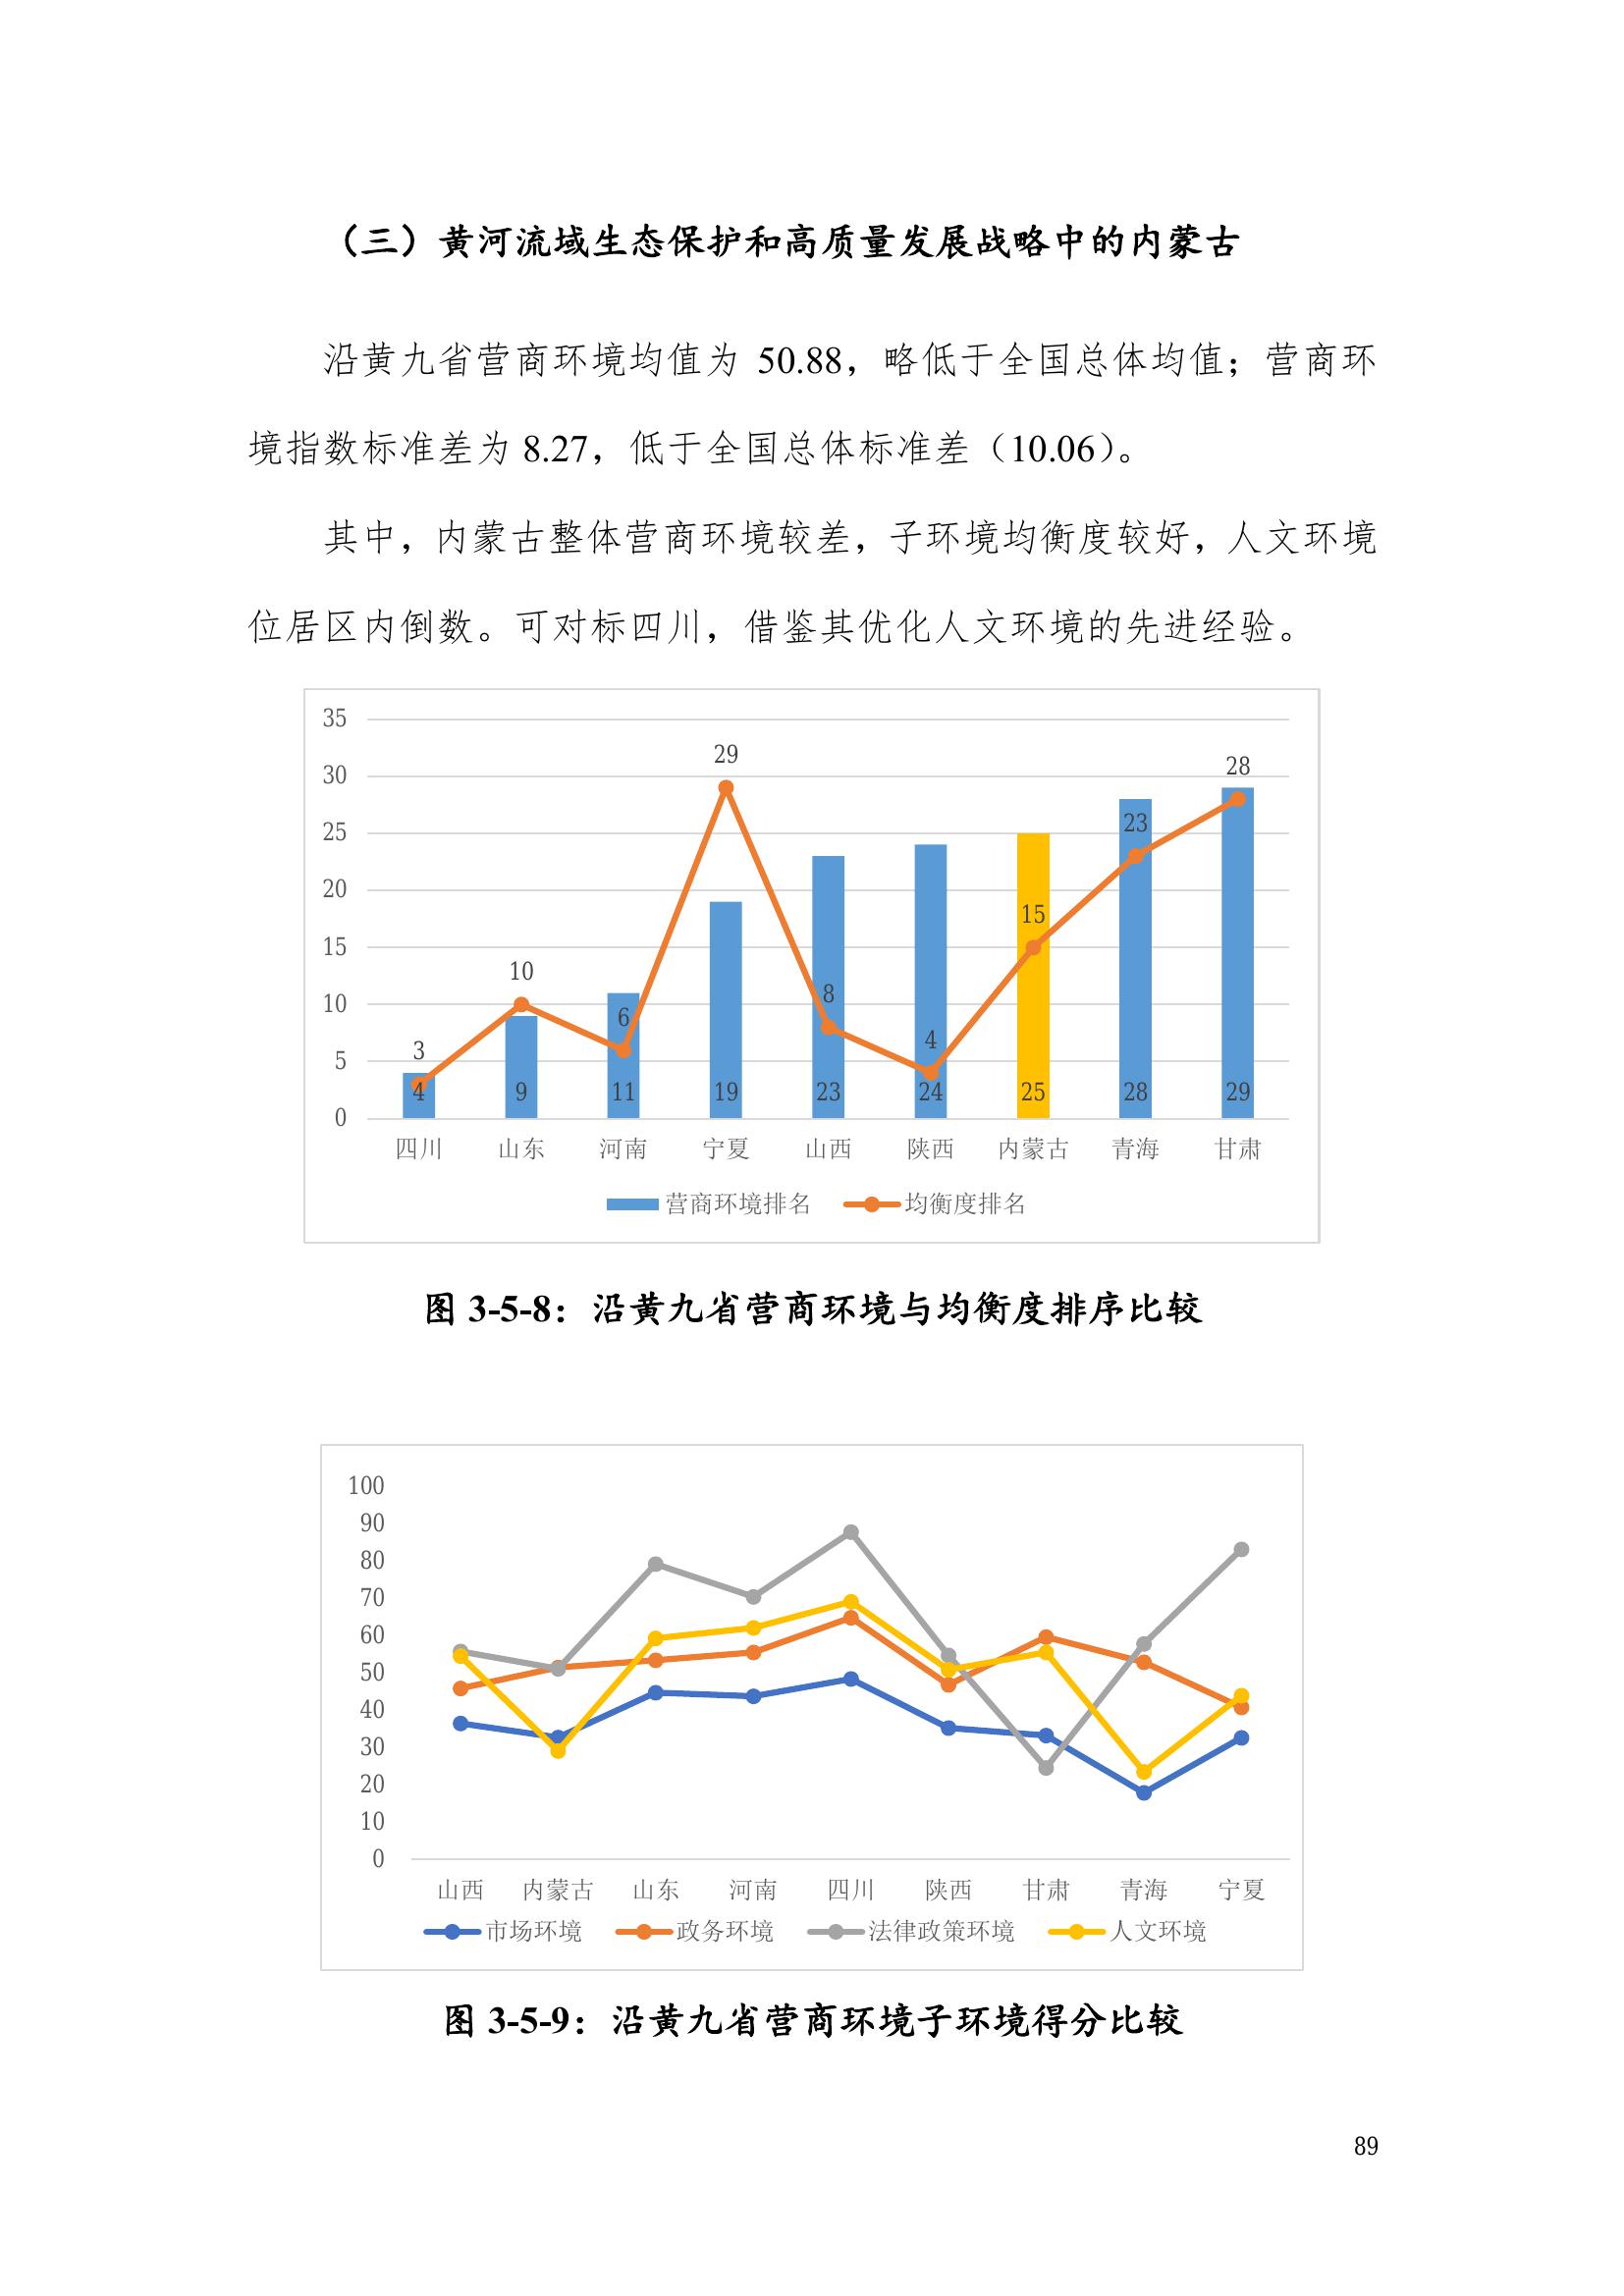 （三）黄河流域生态保护和高质量发展战略中的内蒙古
沿黄九省营商环境均值为 50.88，略低于全国总体均值；营商环
境指数标准差为 8.27，低于全国总体标准差（10.06）。
其中，内蒙古整体营商环境较差，子环境均衡度较好，人文环境
位居区内倒数。可对标四川，借鉴其优化人文环境的先进经验。
35
30
25
20
15
10
5
0
3 10 6 29 8 4 15 23 28
4 9 11 19 23 24 25 28 29
四川 山东 河南 宁夏 山西 陕西 内蒙古 青海 甘肃
营商环境排名 均衡度排名
图 3-5-8：沿黄九省营商环境与均衡度排序比较
100
90
80
70
60
50
40
30
20
10
0
山西 内蒙古 山东 河南 四川 陕西 甘肃 青海 宁夏
市场环境 政务环境 法律政策环境 人文环境
图 3-5-9：沿黄九省营商环境子环境得分比较
89